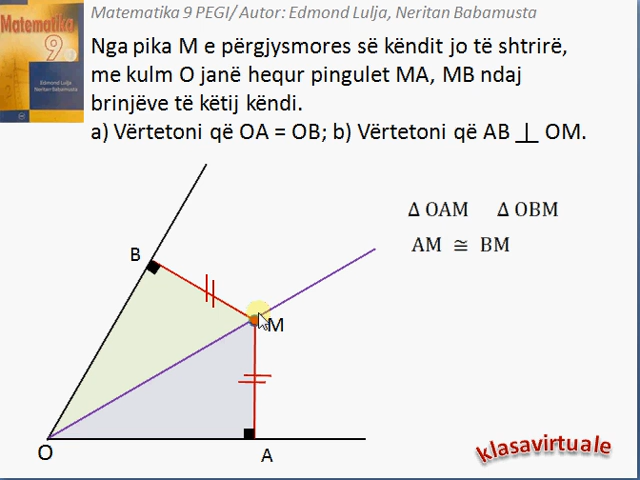 Matematika 9 PEGI/ Autor: Edmond Lulja, Neritan Babamusta
Matematika
9
Edmond Lulja
Neritan Babamusta
Nga pika M e përgjysmores së këndit jo të shtrirë,
me kulm O janë hequr pingulet MA, MB ndaj
brinjëve të këtij këndi.
a) Vërtetoni që OA = OB; b) Vërtetoni që AB ⊥ OM.
Δ OAM Δ OBM
AM ≅ BM
B
M
O
A
klasavirtuale